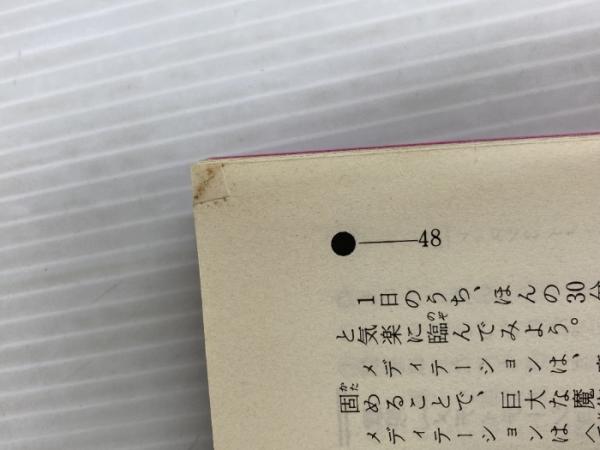 48
1日のうち、ほんの30分
と気楽に臨んでみよう。
メディテーションは、
固めることで、巨大な魔
メディテーションは